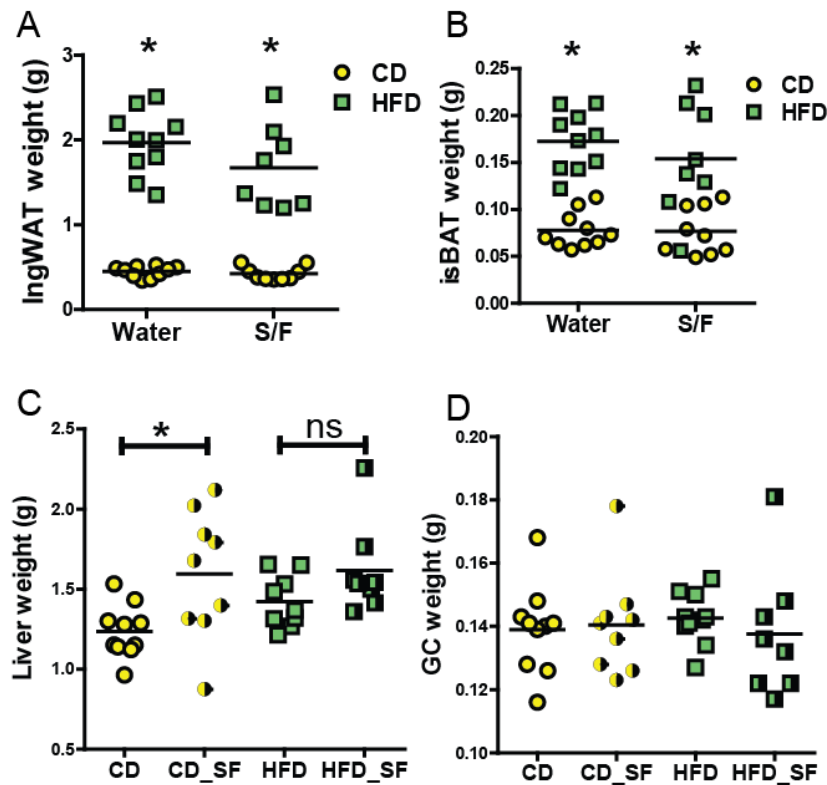 A
IngWAT weight (g)
3
2
1
0
* *
CD
HFD
Water S/F
B
isBAT weight (g)
0.25
0.20
0.15
0.10
0.05
0.00
* *
CD
HFD
Water S/F
C
Liver weight (g)
2.5
2.0
1.5
1.0
0.5
* ns
CD CD_SF HFD HFD_SF
D
GC weight (g)
0.20
0.18
0.16
0.14
0.12
0.10
CD CD_SF HFD HFD_SF